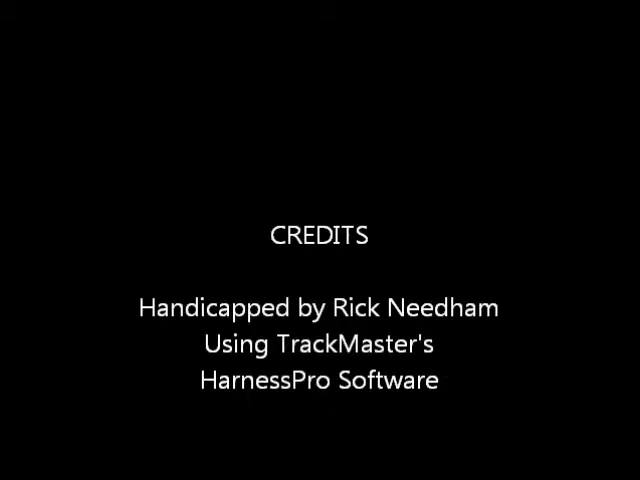 CREDITS
Handicapped by Rick Needham
Using TrackMaster's
HarnessPro Software